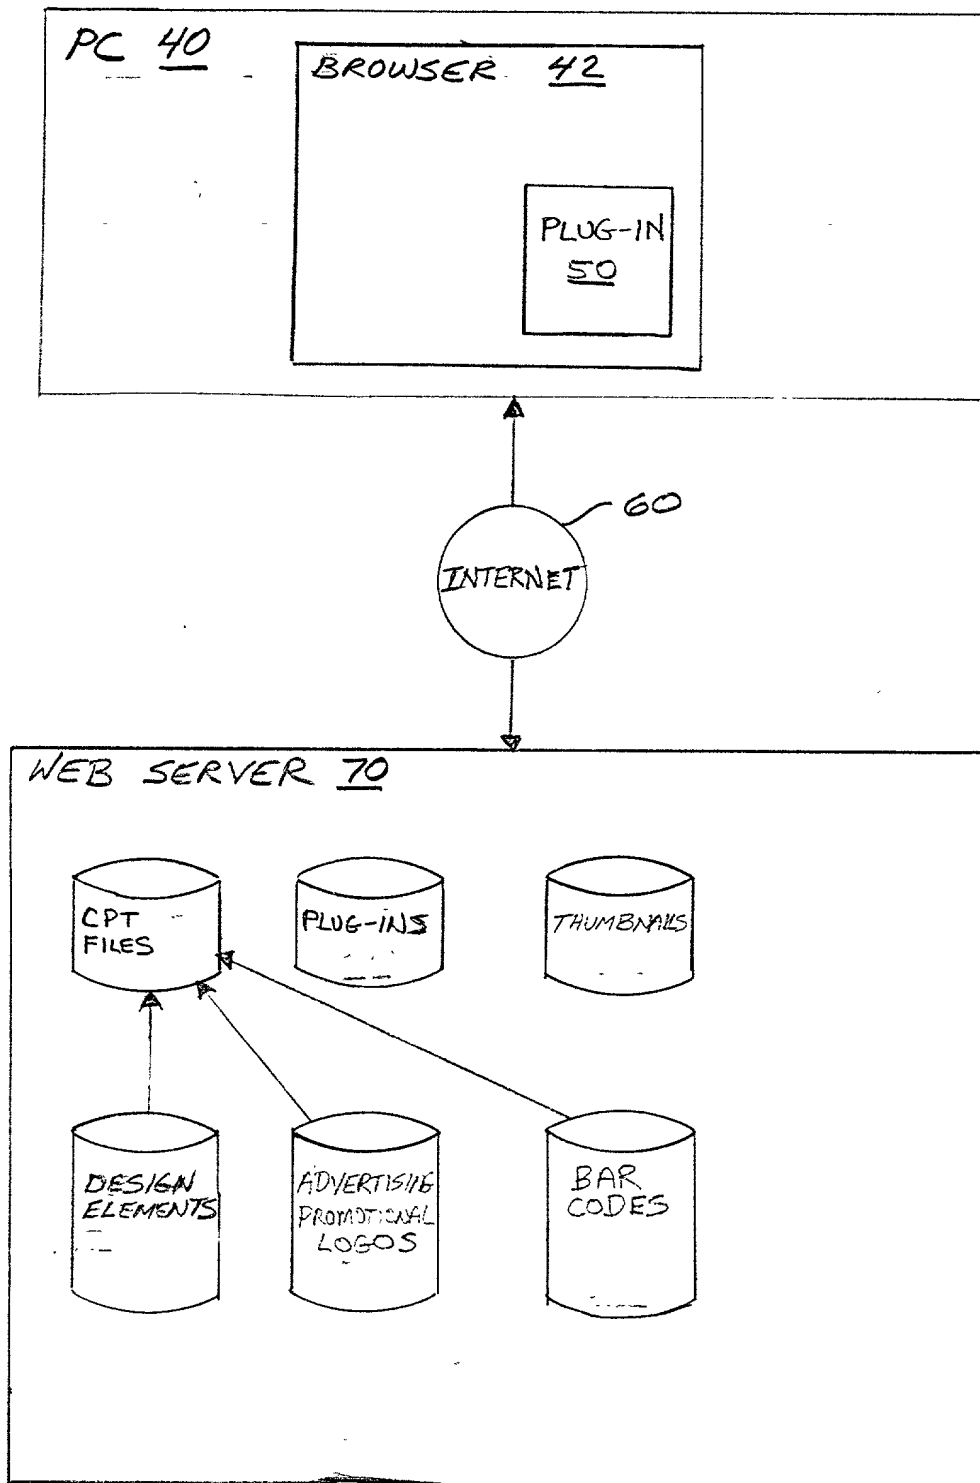 PC 40
BROWSER 42
PLUG-IN
50
60
INTERNET
WEB SERVER 70
CPT
FILES
PLUG-INS
THUMBNAILS
DESIGN
ELEMENTS
ADVERTISING
PROMOTIONAL
LOGOS
BAR
CODES